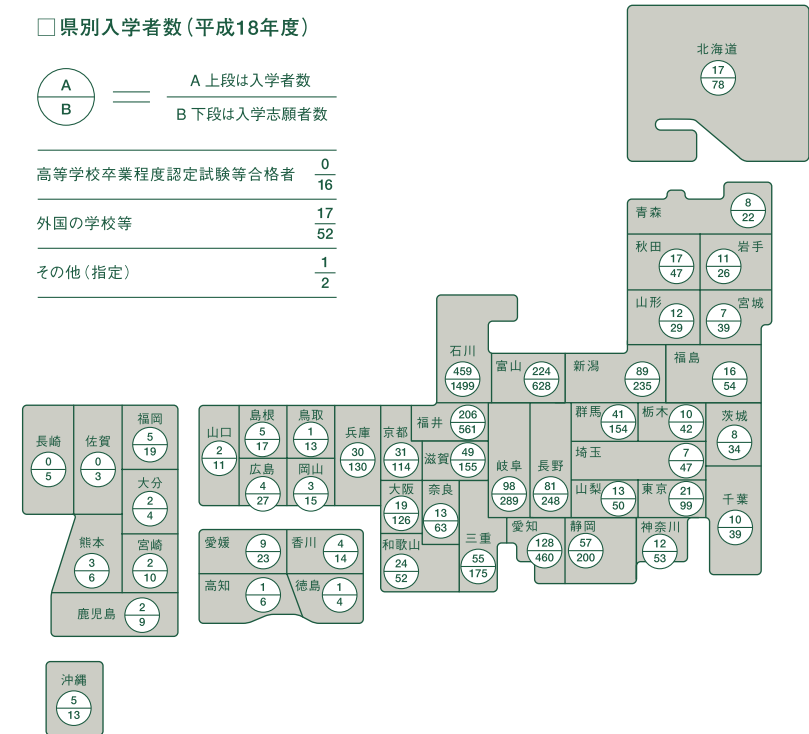 □県別入学者数（平成18年度）
A
B
A 上段は入学者数
B 下段は入学志願者数
高等学校卒業程度認定試験等合格者
0
16
外国の学校等
17
52
その他（指定）
1
2
北海道
17
78
青森
8
22
秋田
17
47
岩手
11
26
山形
12
29
宮城
7
39
石川
459
1499
富山
224
628
新潟
89
235
福島
16
54
群馬
41
154
栃木
10
42
茨城
8
34
埼玉
7
47
山梨
13
50
東京
21
99
千葉
10
39
神奈川
12
53
福井
206
561
滋賀
49
155
岐阜
98
289
長野
81
248
愛知
128
460
静岡
57
200
三重
55
175
京都
31
114
大阪
19
126
奈良
13
63
和歌山
24
52
兵庫
30
130
鳥取
1
13
島根
5
17
岡山
3
15
広島
4
27
山口
2
11
愛媛
9
23
香川
4
14
高知
1
6
徳島
1
4
長崎
0
5
佐賀
0
3
福岡
5
19
大分
2
4
熊本
3
6
宮崎
2
10
鹿児島
2
9
沖縄
5
13